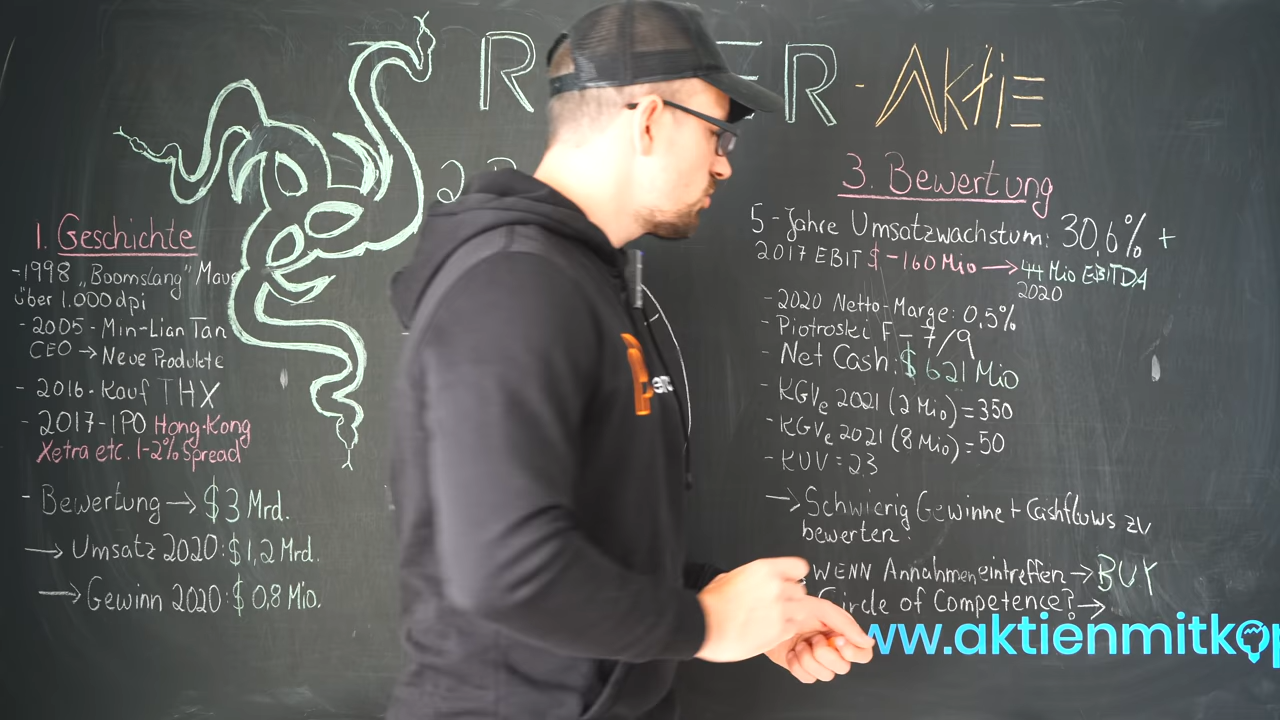 R ER-AKTIE
1. Geschichte
-1998 „Boomslang" Maus
über 1.000 dpi
-2005-Min-Lian Tan
CEO → Neue Produkte
-2016-Kauf THX
-2017-IPO Hong-Kong
Xetra etc. 1-2% Spread
-Bewertung → $3 Mrd.
→ Umsatz 2020: $1,2 Mrd.
→ Gewinn 2020: $ 0,8 Mio.
2.
3. Bewertung
5-Jahre Umsatzwachstum: 30,6% +
2017 EBIT $-160 Mio → 44 Mio EBITDA
2020
-2020 Netto-Marge: 0,5%
-Piotroski F - 7/9
-Net Cash: $ 621 Mio
-KGVe 2021 (2 Mio) = 350
-KGVe 2021 (8 Mio) = 50
-KUV = 2,3
→ Schwierig Gewinne + Cashflows zu
bewerten.
WENN Annahmen eintreffen → BUY
Circle of Competence? →
www.aktienmitkop